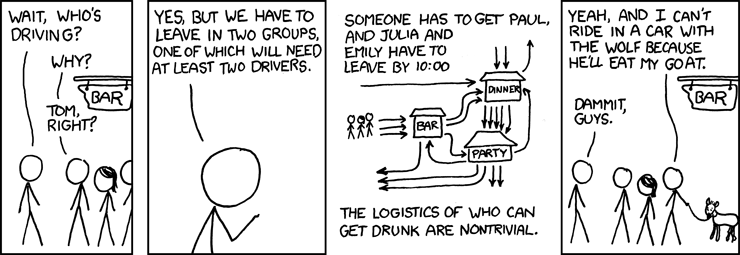 WAIT, WHO'S
DRIVING?
WHY?
TOM,
RIGHT?
BAR
YES, BUT WE HAVE TO
LEAVE IN TWO GROUPS,
ONE OF WHICH WILL NEED
AT LEAST TWO DRIVERS.
SOMEONE HAS TO GET PAUL,
AND JULIA AND
EMILY HAVE TO
LEAVE BY 10:00
DINNER
BAR
PARTY
THE LOGISTICS OF WHO CAN
GET DRUNK ARE NONTRIVIAL.
YEAH, AND I CAN'T
RIDE IN A CAR WITH
THE WOLF BECAUSE
HE'LL EAT MY GOAT.
DAMMIT,
GUYS.
BAR